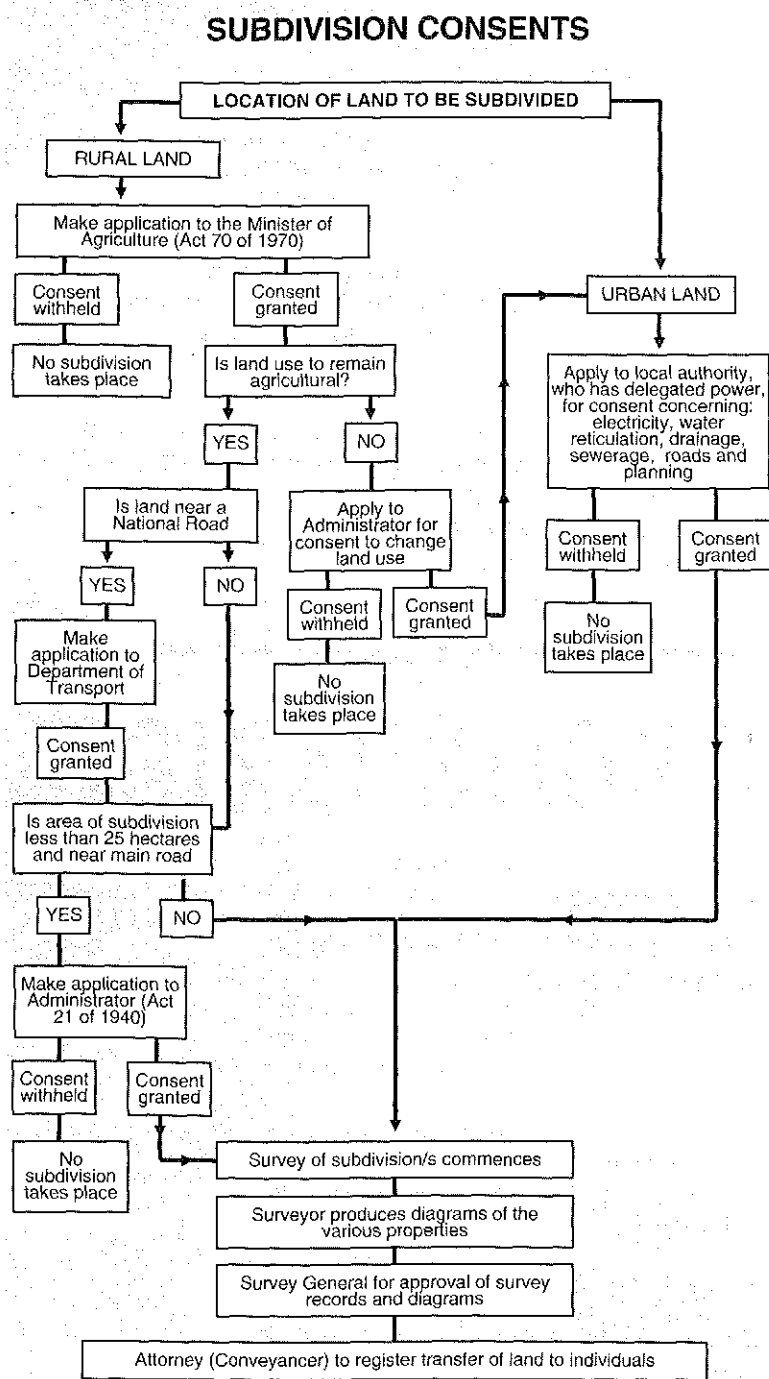 SUBDIVISION CONSENTS
LOCATION OF LAND TO BE SUBDIVIDED
RURAL LAND
Make application to the Minister of
Agriculture (Act 70 of 1970)
Consent
withheld
Consent
granted
No subdivision
takes place
Is land use to remain
agricultural?
YES
NO
Is land near a
National Road
Apply to
Administrator for
consent to change
land use
YES
NO
Consent
withheld
Consent
granted
Make
application to
Department of
Transport
No
subdivision
takes place
Consent
granted
Is area of subdivision
less than 25 hectares
and near main road
YES
NO
Make application to
Administrator (Act
21 of 1940)
Consent
withheld
Consent
granted
No
subdivision
takes place
URBAN LAND
Apply to local authority,
who has delegated power,
for consent concerning:
electricity, water
reticulation, drainage,
sewerage, roads and
planning
Consent
withheld
Consent
granted
No
subdivision
takes place
Survey of subdivision/s commences
Surveyor produces diagrams of the
various properties
Survey General for approval of survey
records and diagrams
Attorney (Conveyancer) to register transfer of land to individuals